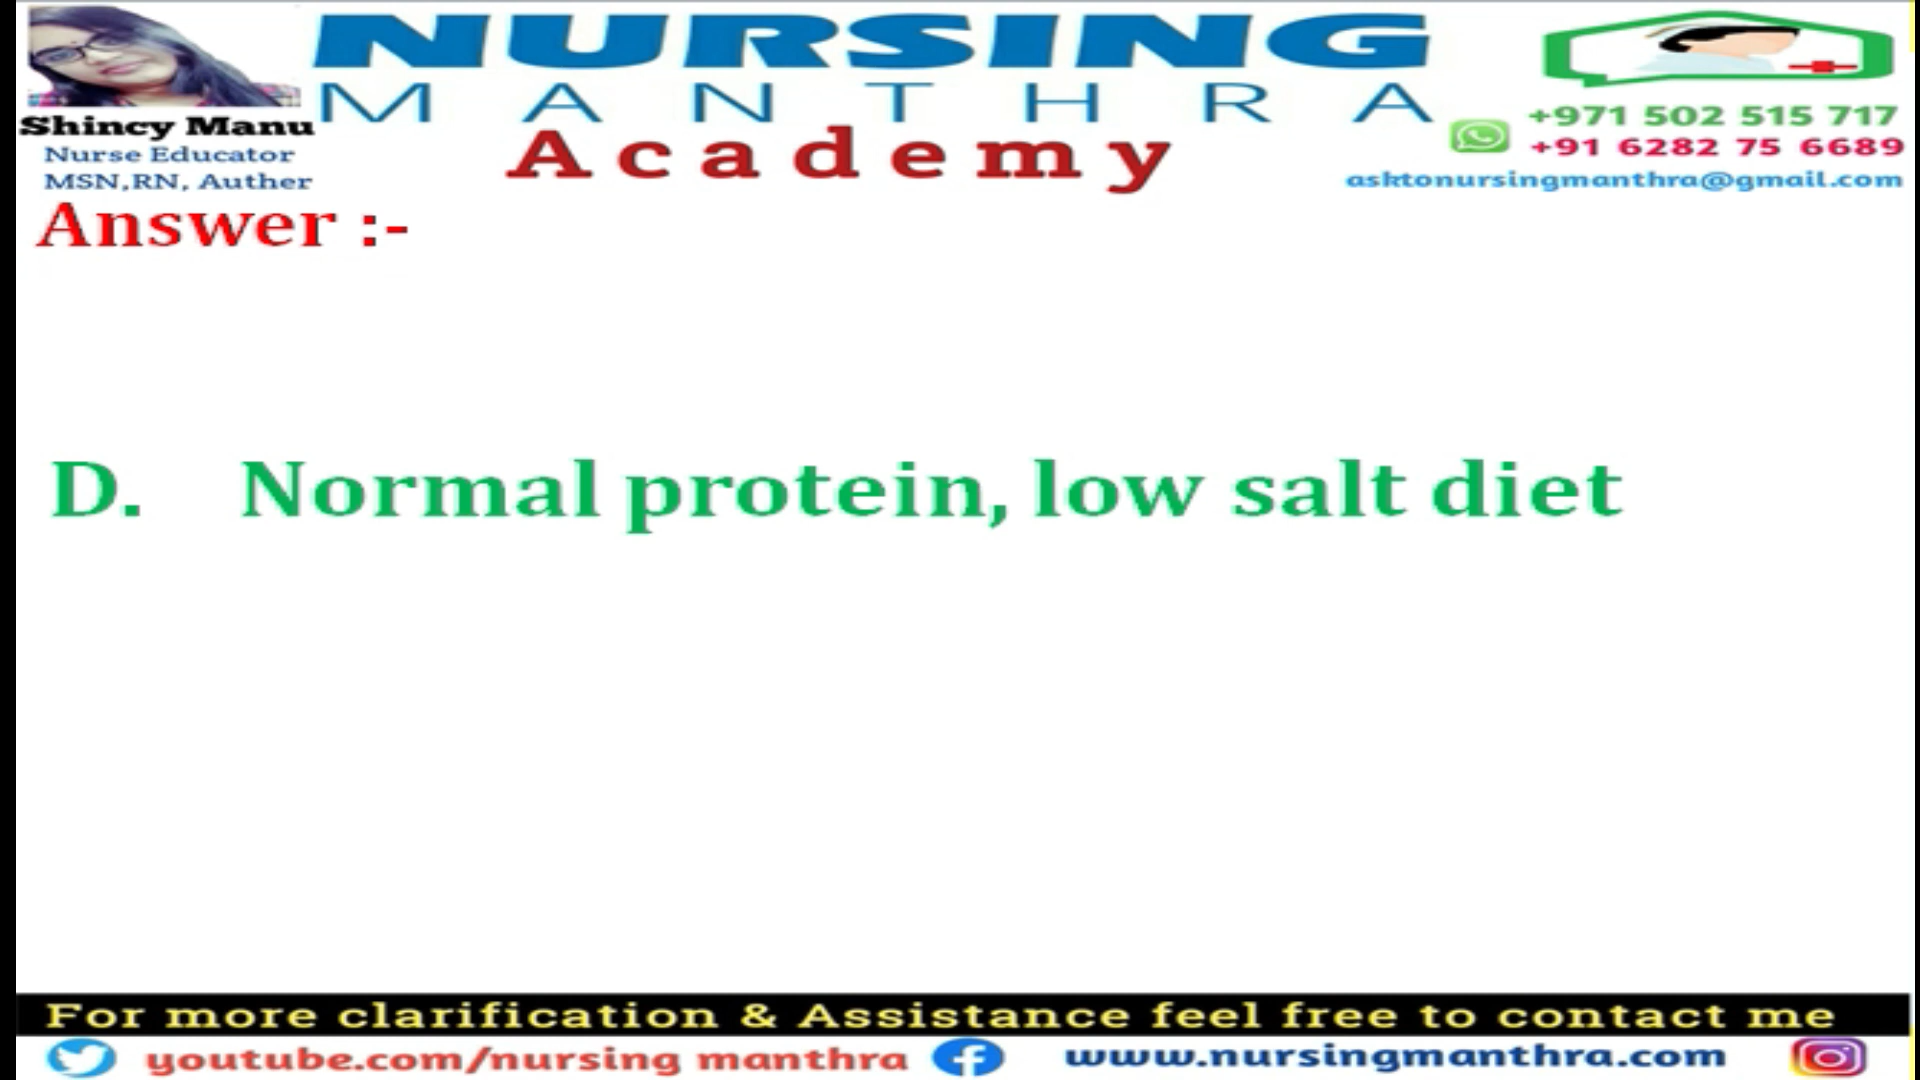 NURSING
MANTHRA
Academy
Shincy Manu
Nurse Educator
MSN,RN, Auther
+971 502 515 717
+91 6282 75 6689
asktonursingmanthra@gmail.com
Answer :-
D. Normal protein, low salt diet
For more clarification & Assistance feel free to contact me
youtube.com/nursing manthra
www.nursingmanthra.com